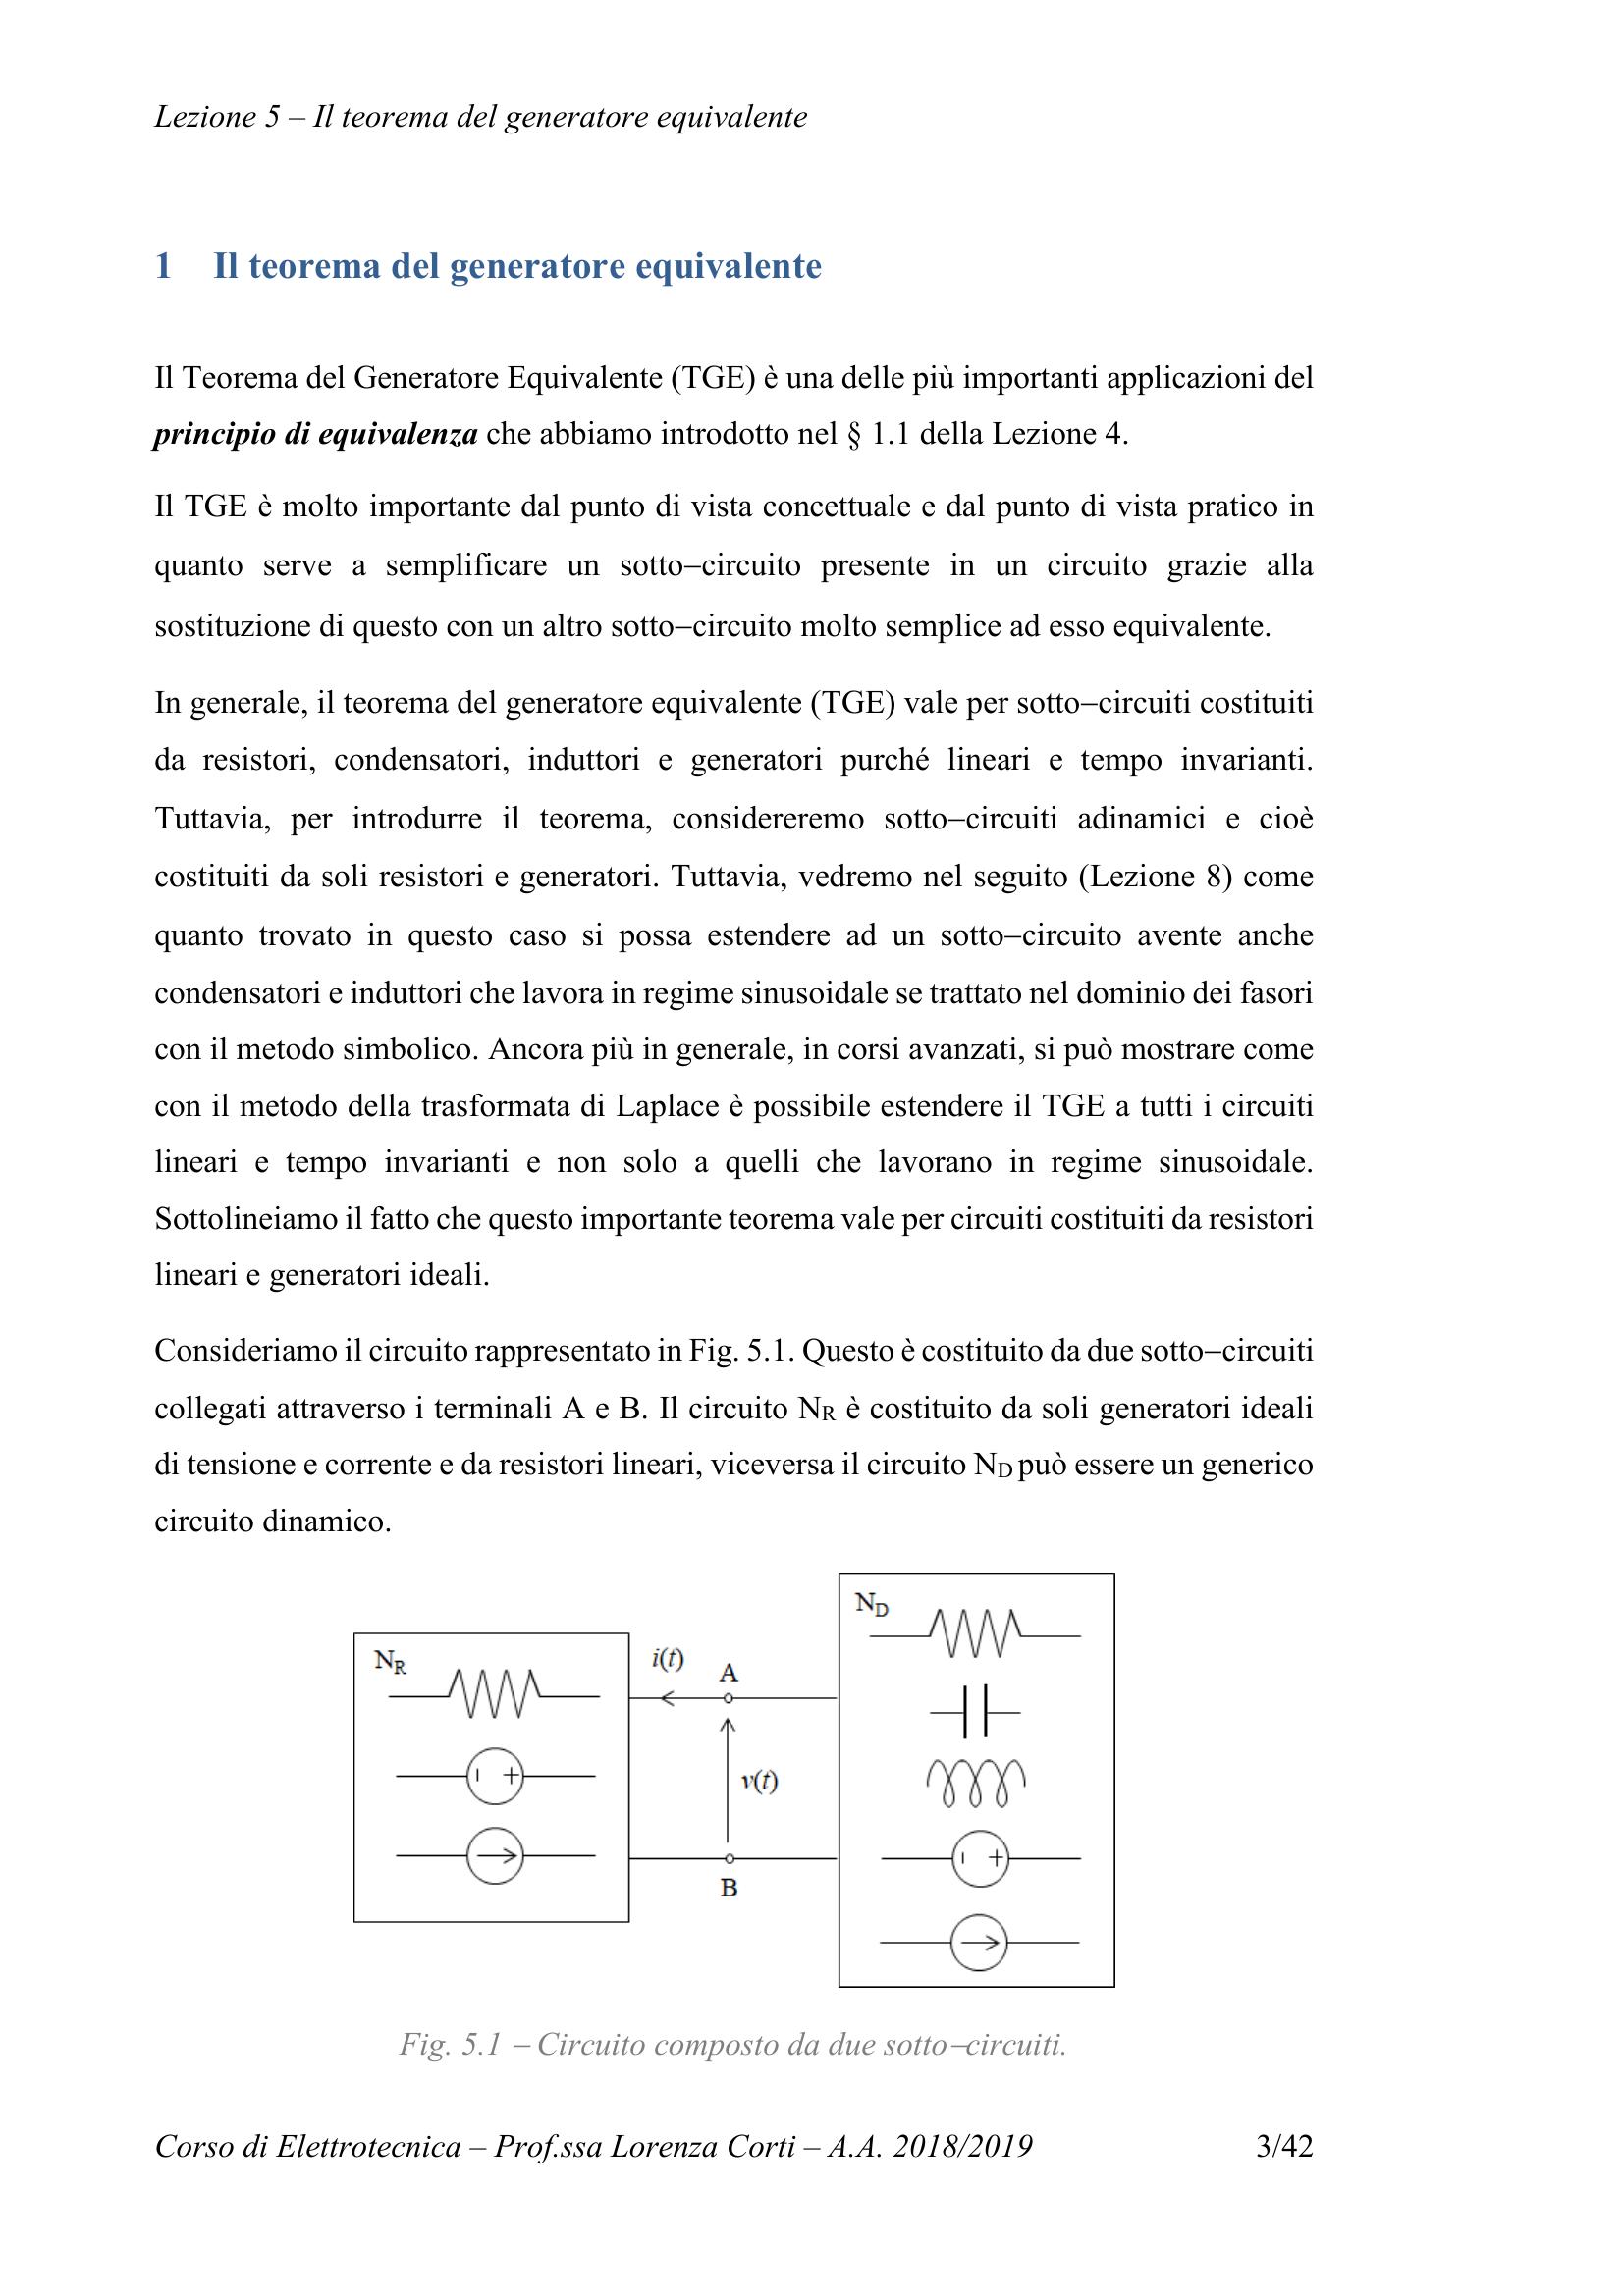 Lezione 5 – Il teorema del generatore equivalente
1 Il teorema del generatore equivalente
Il Teorema del Generatore Equivalente (TGE) è una delle più importanti applicazioni del
principio di equivalenza che abbiamo introdotto nel § 1.1 della Lezione 4.
Il TGE è molto importante dal punto di vista concettuale e dal punto di vista pratico in
quanto serve a semplificare un sotto–circuito presente in un circuito grazie alla
sostituzione di questo con un altro sotto–circuito molto semplice ad esso equivalente.
In generale, il teorema del generatore equivalente (TGE) vale per sotto–circuiti costituiti
da resistori, condensatori, induttori e generatori purché lineari e tempo invarianti.
Tuttavia, per introdurre il teorema, considereremo sotto–circuiti adinamici e cioè
costituiti da soli resistori e generatori. Tuttavia, vedremo nel seguito (Lezione 8) come
quanto trovato in questo caso si possa estendere ad un sotto–circuito avente anche
condensatori e induttori che lavora in regime sinusoidale se trattato nel dominio dei fasori
con il metodo simbolico. Ancora più in generale, in corsi avanzati, si può mostrare come
con il metodo della trasformata di Laplace è possibile estendere il TGE a tutti i circuiti
lineari e tempo invarianti e non solo a quelli che lavorano in regime sinusoidale.
Sottolineiamo il fatto che questo importante teorema vale per circuiti costituiti da resistori
lineari e generatori ideali.
Consideriamo il circuito rappresentato in Fig. 5.1. Questo è costituito da due sotto–circuiti
collegati attraverso i terminali A e B. Il circuito NR è costituito da soli generatori ideali
di tensione e corrente e da resistori lineari, viceversa il circuito ND può essere un generico
circuito dinamico.
ND
NR
i(t)
A
v(t)
B
Fig. 5.1 – Circuito composto da due sotto–circuiti.
Corso di Elettrotecnica – Prof.ssa Lorenza Corti – A.A. 2018/2019 3/42